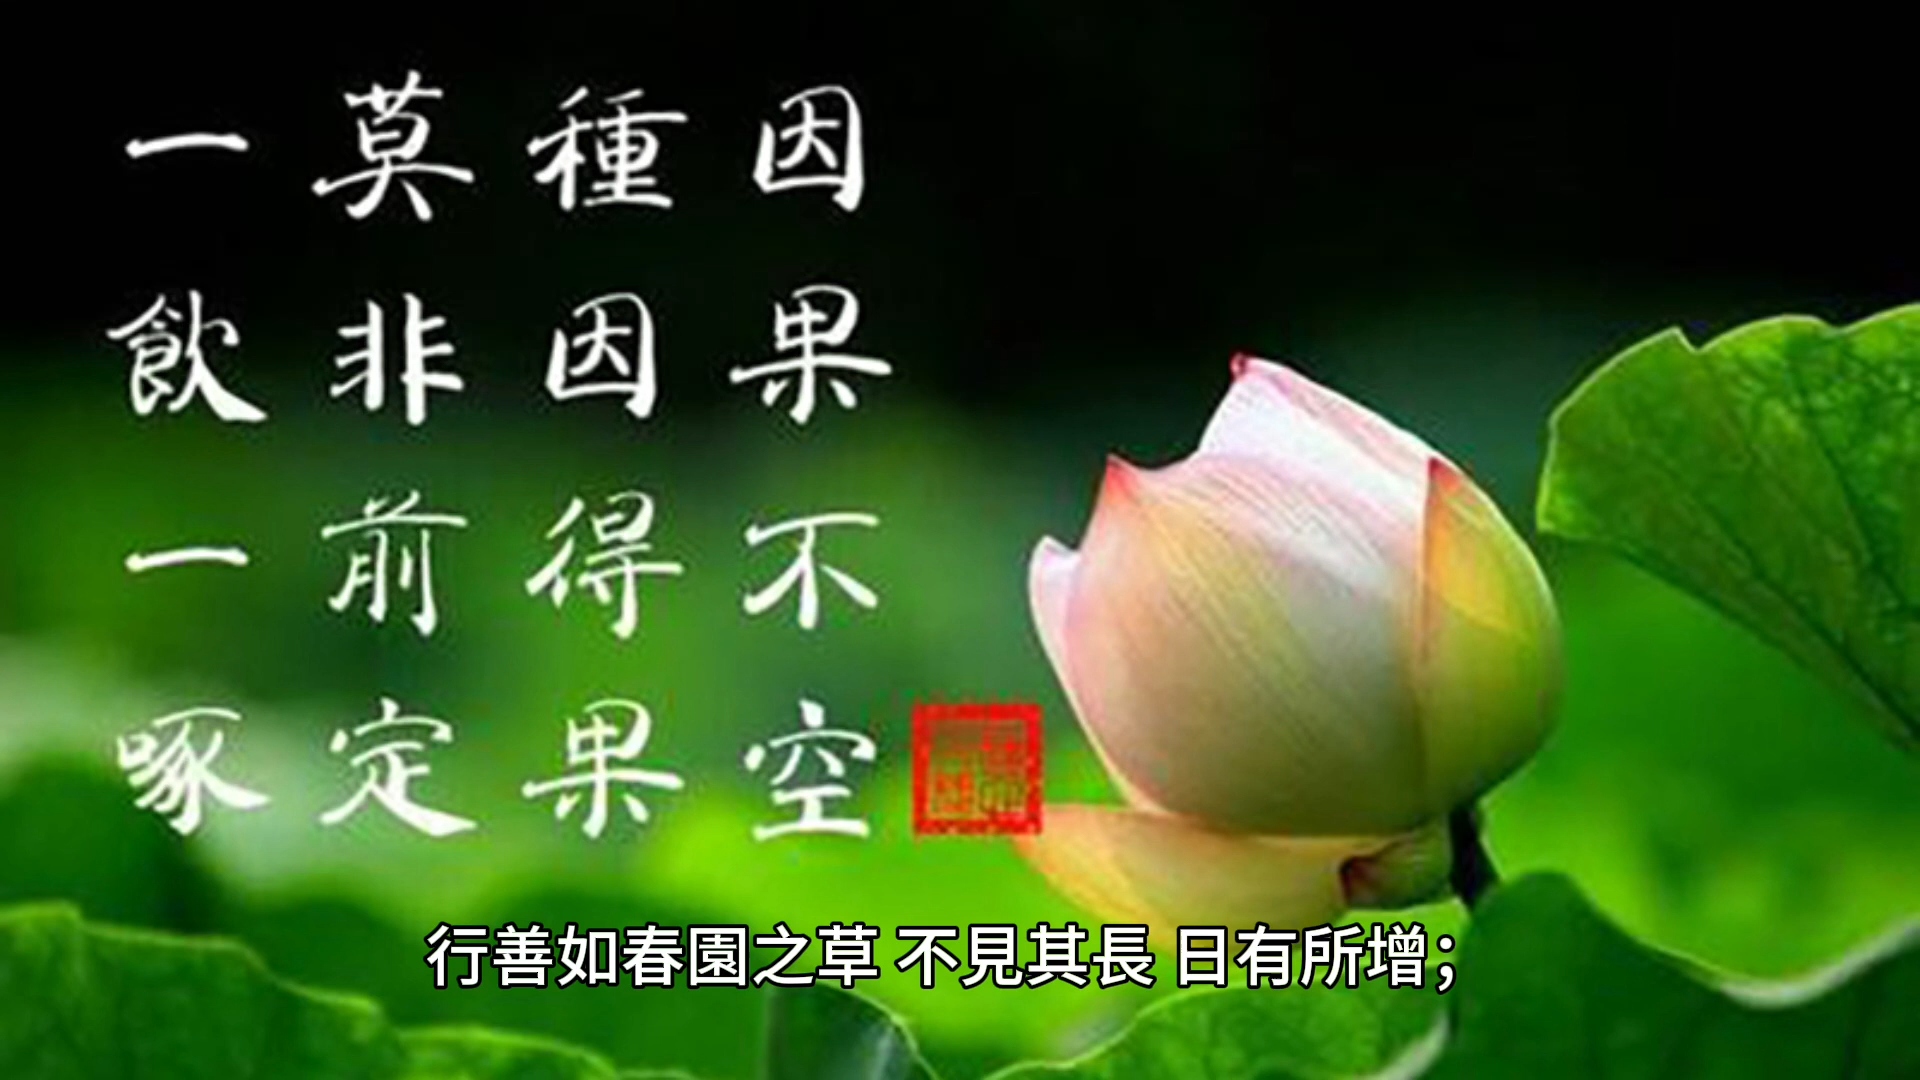 一飲一啄
莫非前定
種因得果
因果不空
行善如春園之草 不見其長 日有所增;